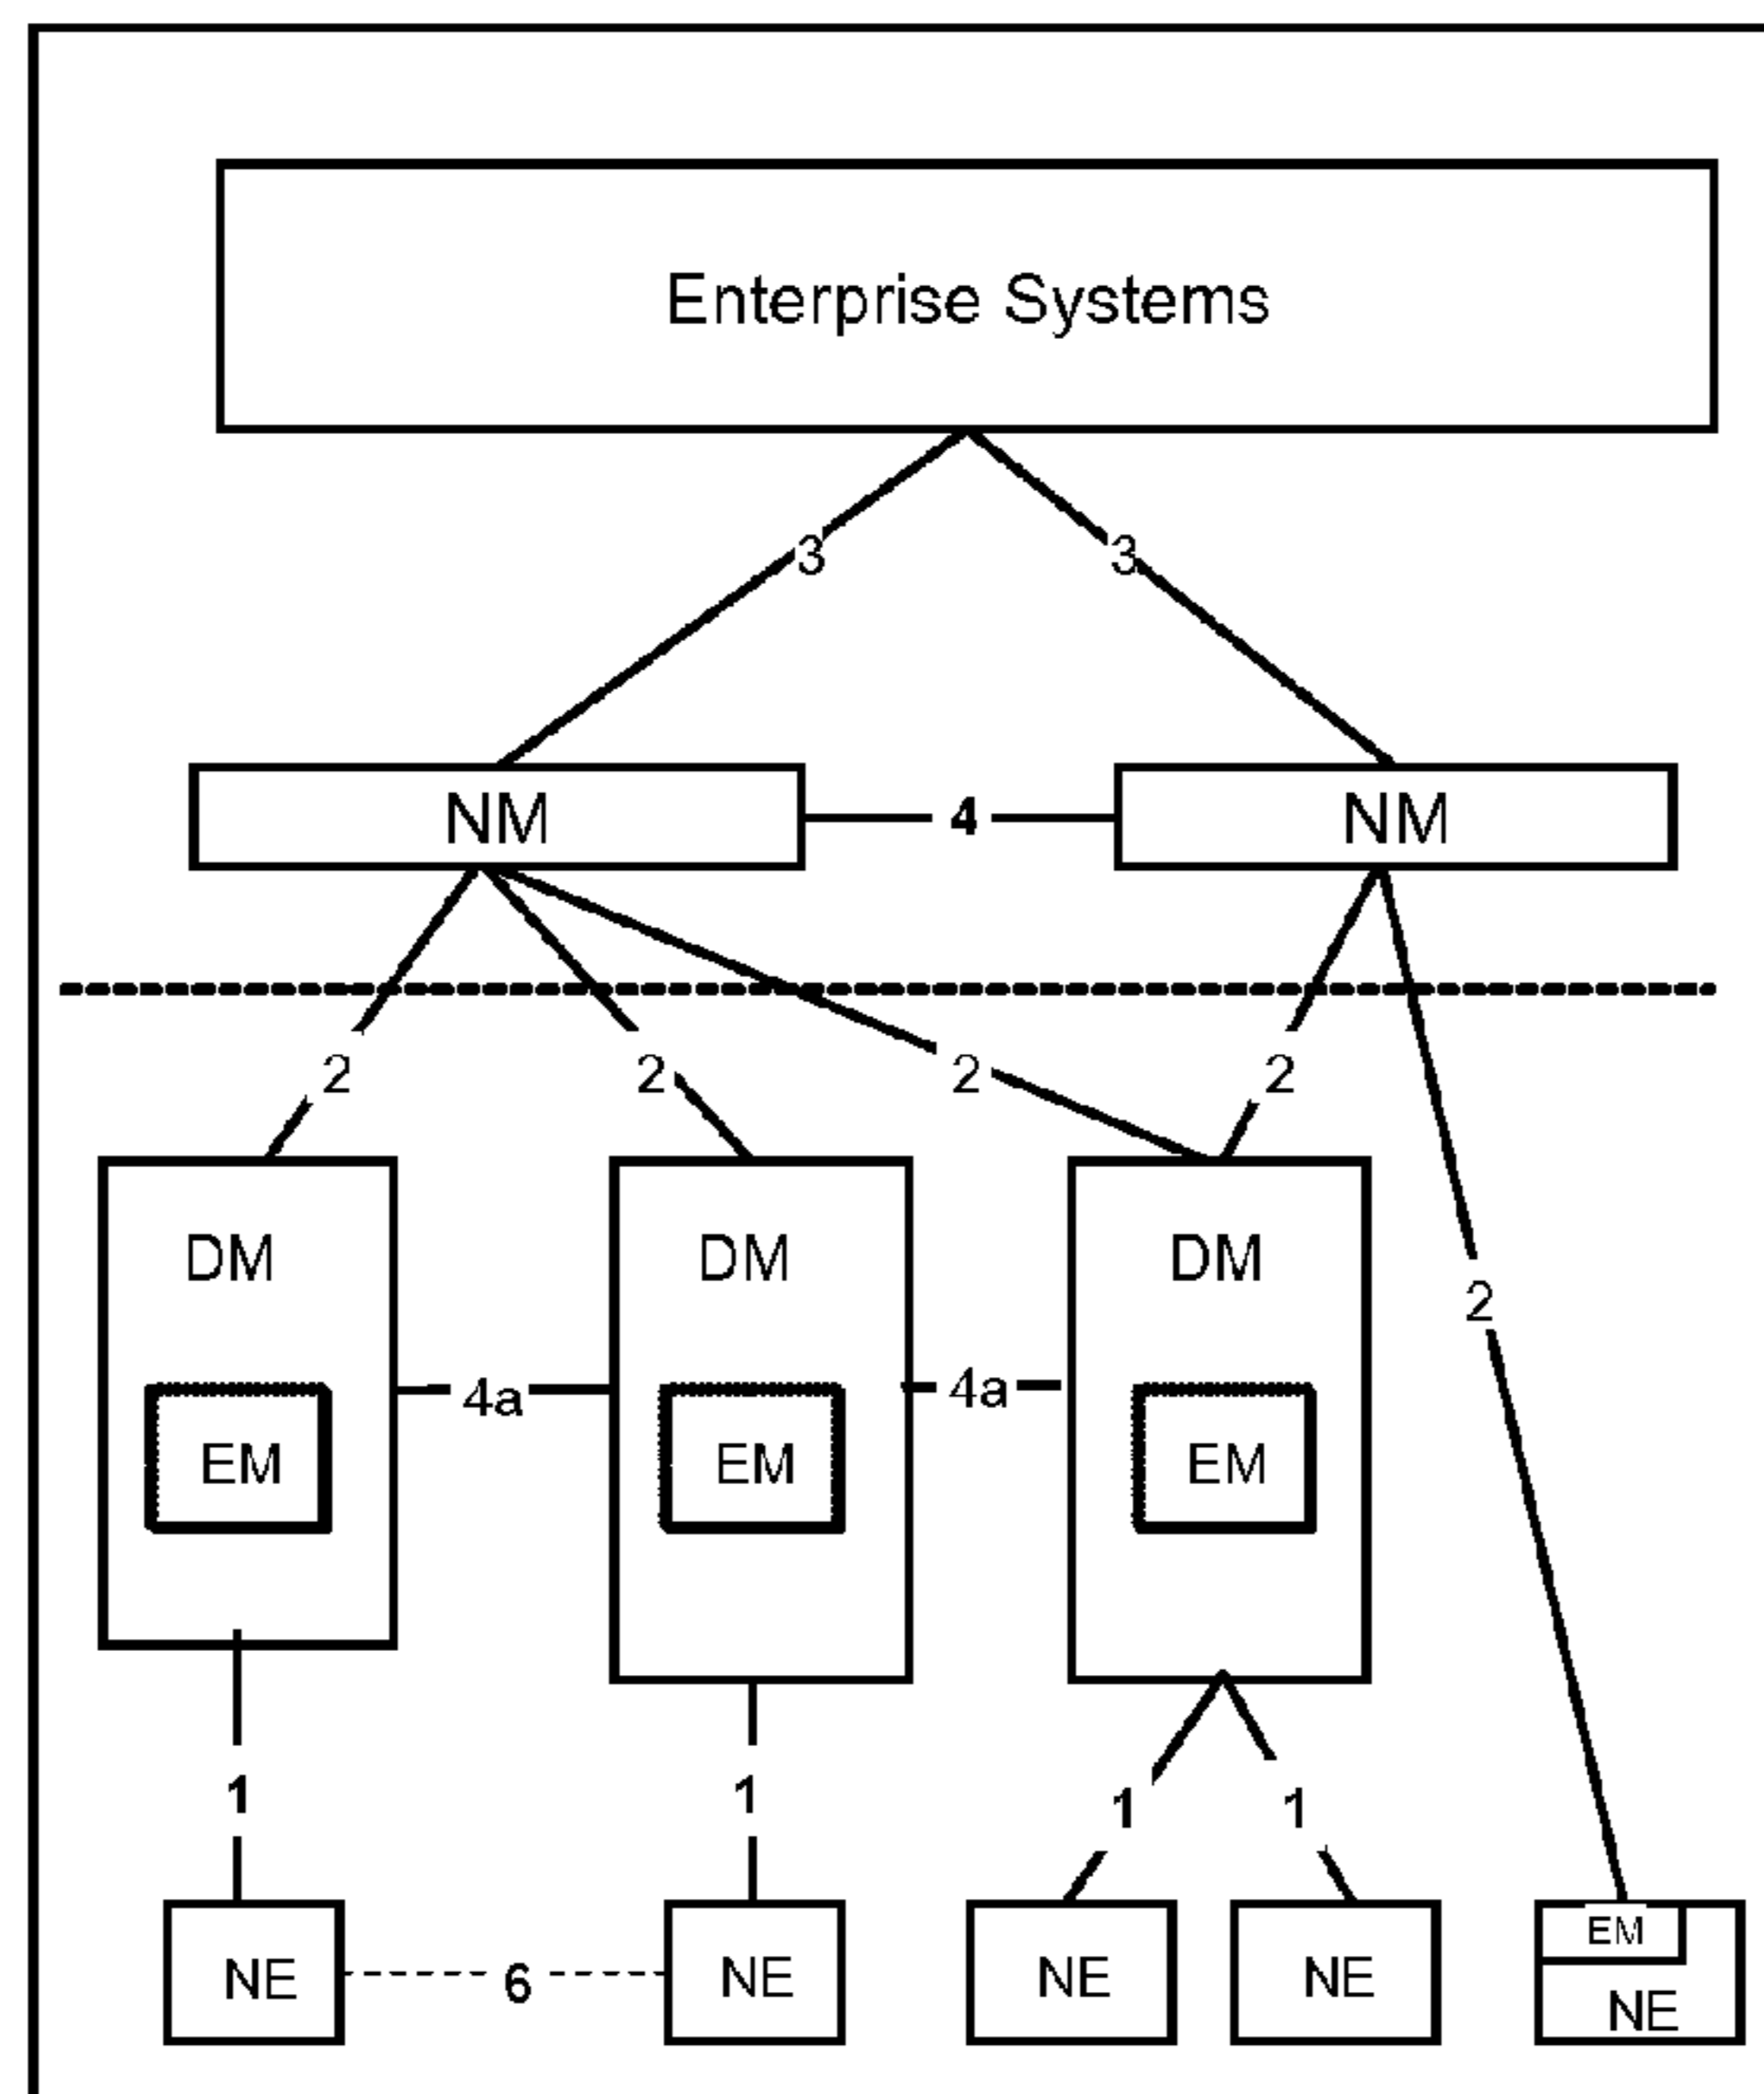 Enterprise Systems
3 3
NM 4 NM
2 2 2 2
DM DM DM
2
4a 4a
EM EM EM
1 1 1 1
EM
NE 6 NE NE NE NE